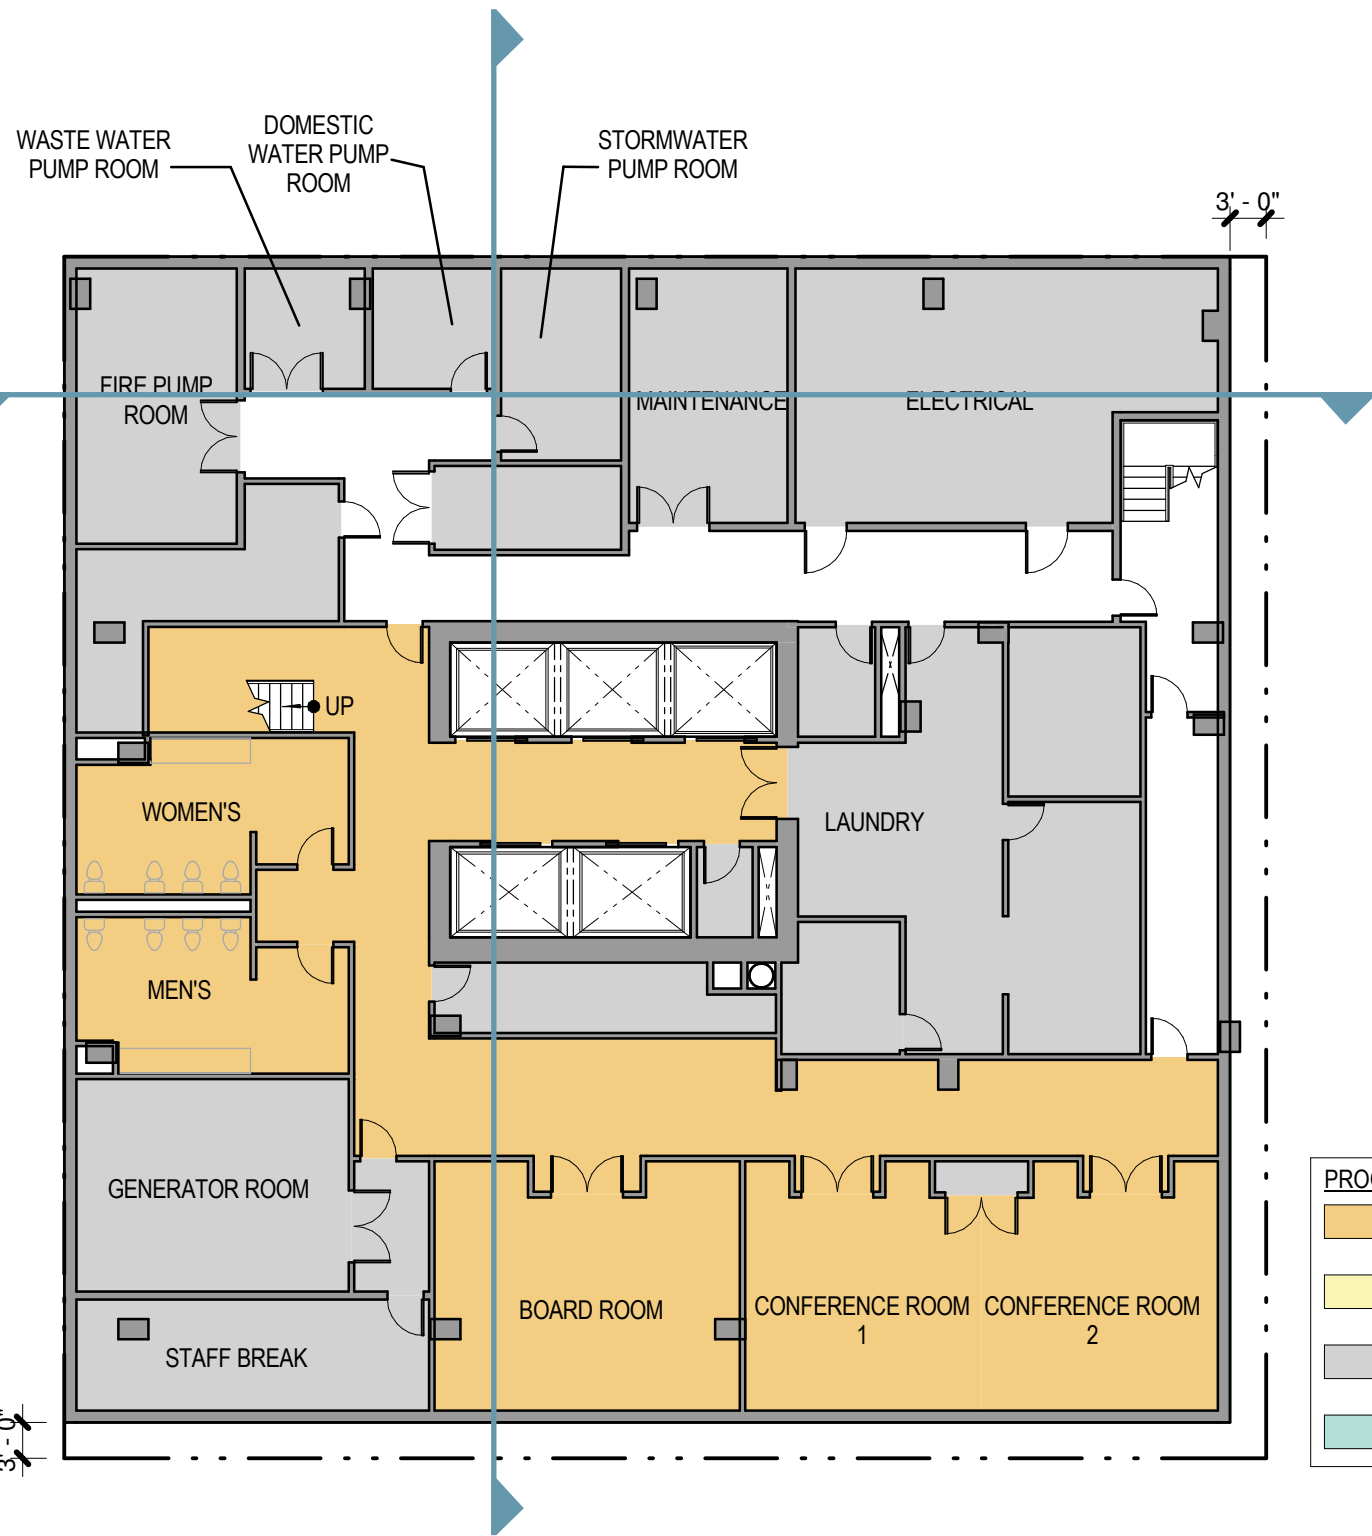 WASTE WATER
PUMP ROOM
DOMESTIC
WATER PUMP
ROOM
STORMWATER
PUMP ROOM
3' - 0"
FIRE PUMP
ROOM
MAINTENANCE
ELECTRICAL
UP
WOMEN'S
LAUNDRY
MEN'S
GENERATOR ROOM
BOARD ROOM
CONFERENCE ROOM
1
CONFERENCE ROOM
2
STAFF BREAK
3' - 0"